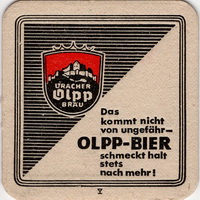 URACHER
Olpp
BRÄU
Das
kommt nicht
von ungefähr—
OLPP-BIER
schmeckt halt
stets
nach mehr!
V